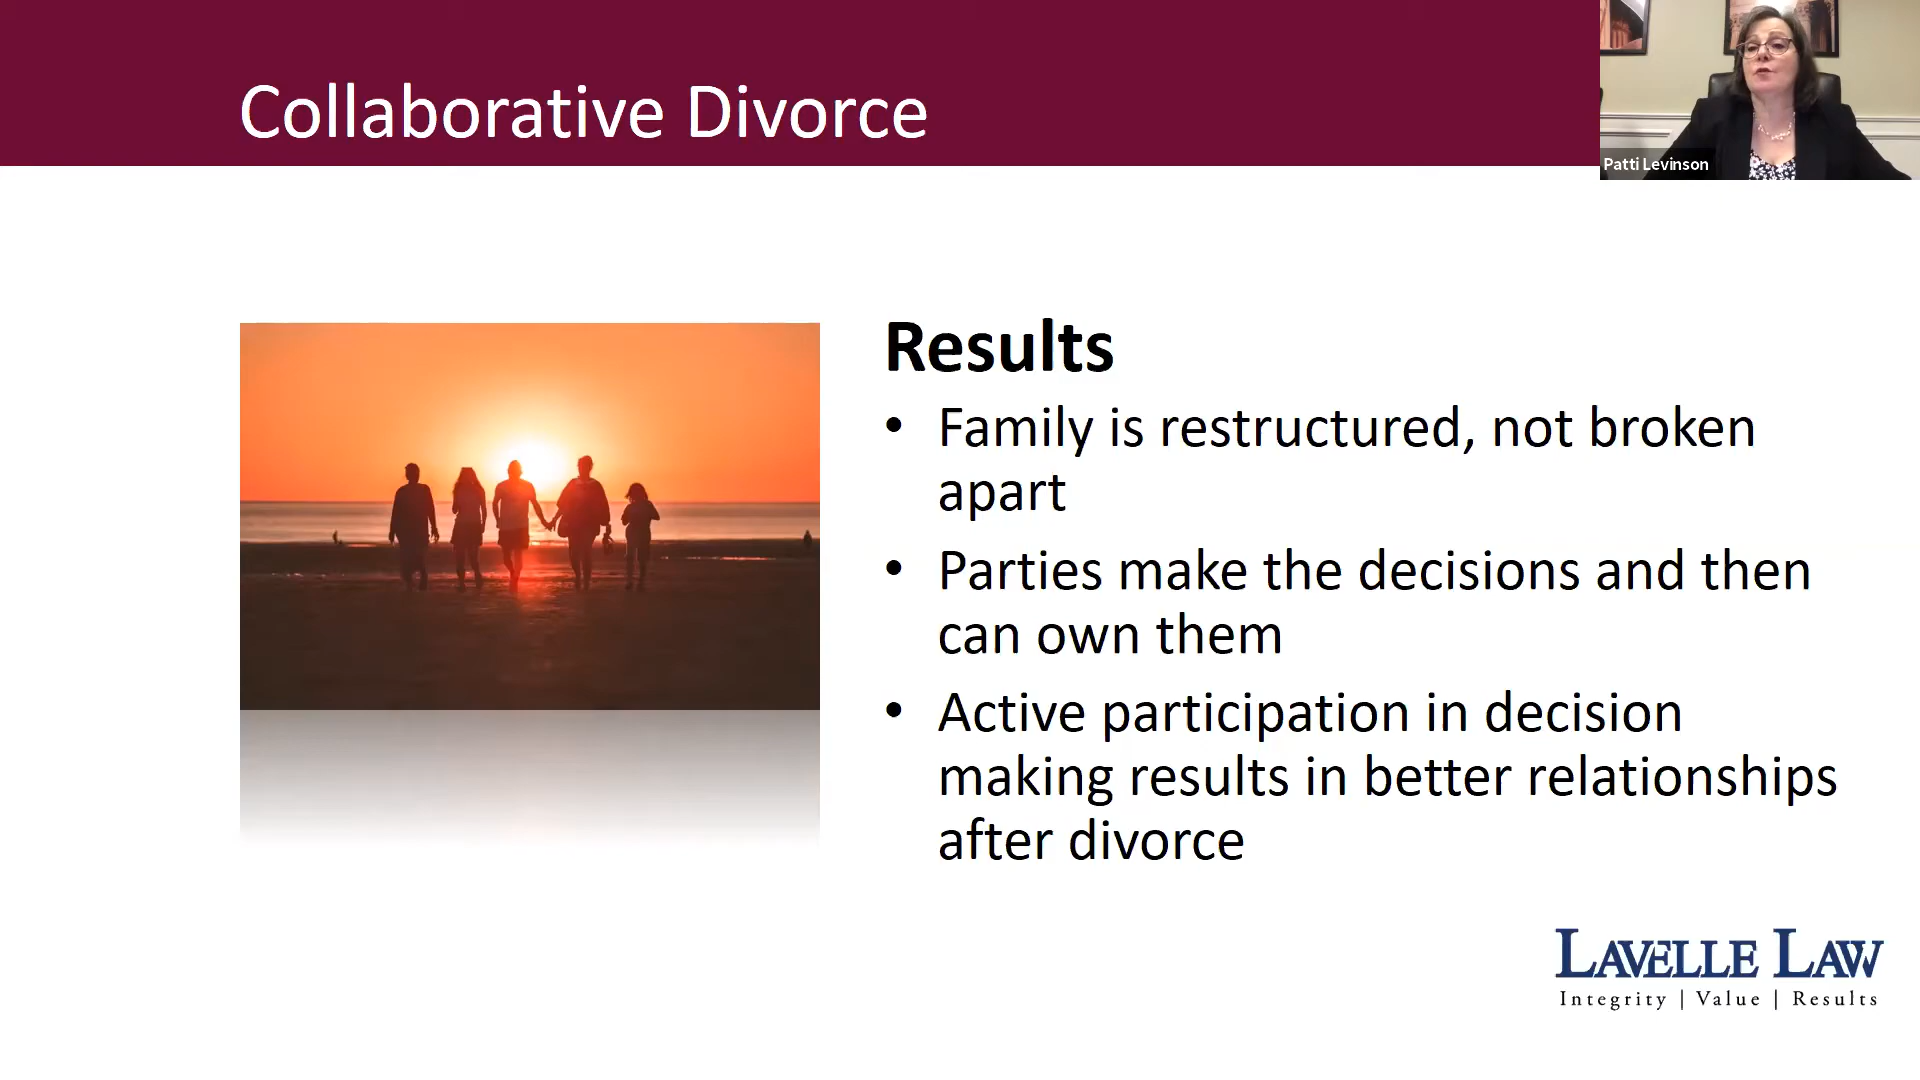 Collaborative Divorce
Patti Levinson
Results
• Family is restructured, not broken
apart
• Parties make the decisions and then
can own them
• Active participation in decision
making results in better relationships
after divorce
LAVELLE LAW
Integrity | Value | Results